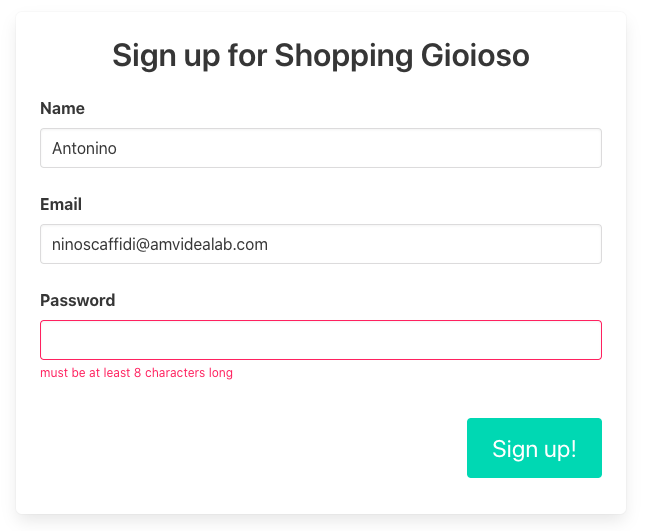 Sign up for Shopping Gioioso
Name
Antonino
Email
ninoscaffidi@amvidealab.com
Password
must be at least 8 characters long
Sign up!